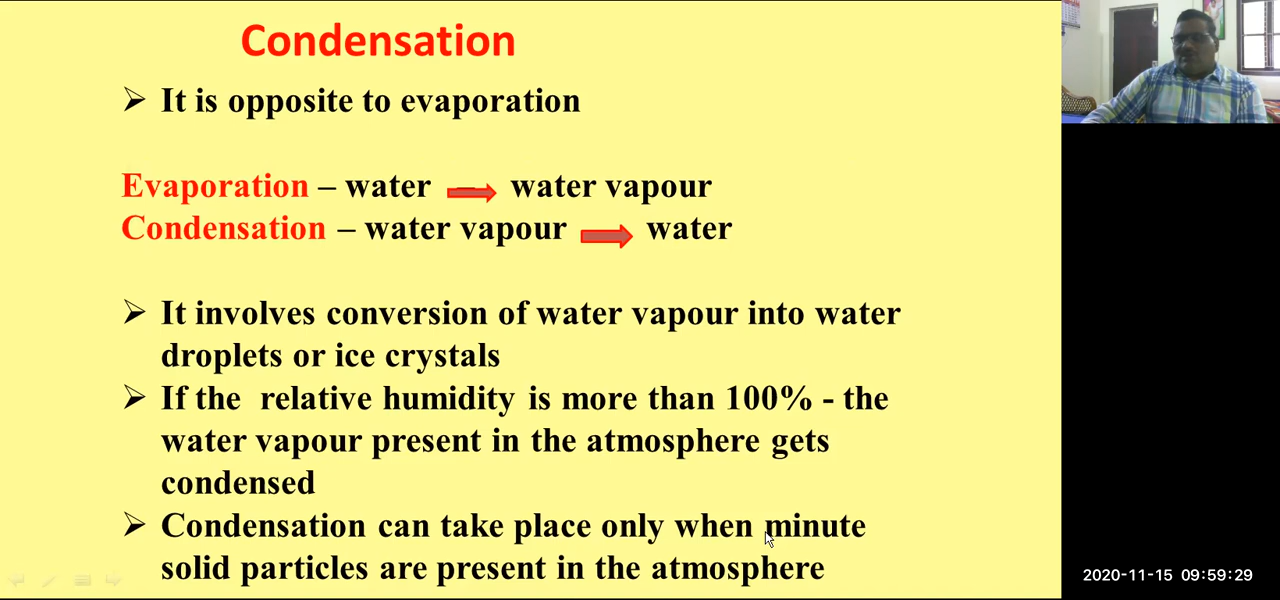 Condensation
➢ It is opposite to evaporation
Evaporation – water ➡ water vapour
Condensation – water vapour ➡ water
➢ It involves conversion of water vapour into water
droplets or ice crystals
➢ If the relative humidity is more than 100% - the
water vapour present in the atmosphere gets
condensed
➢ Condensation can take place only when minute
solid particles are present in the atmosphere
2020-11-15 09:59:29